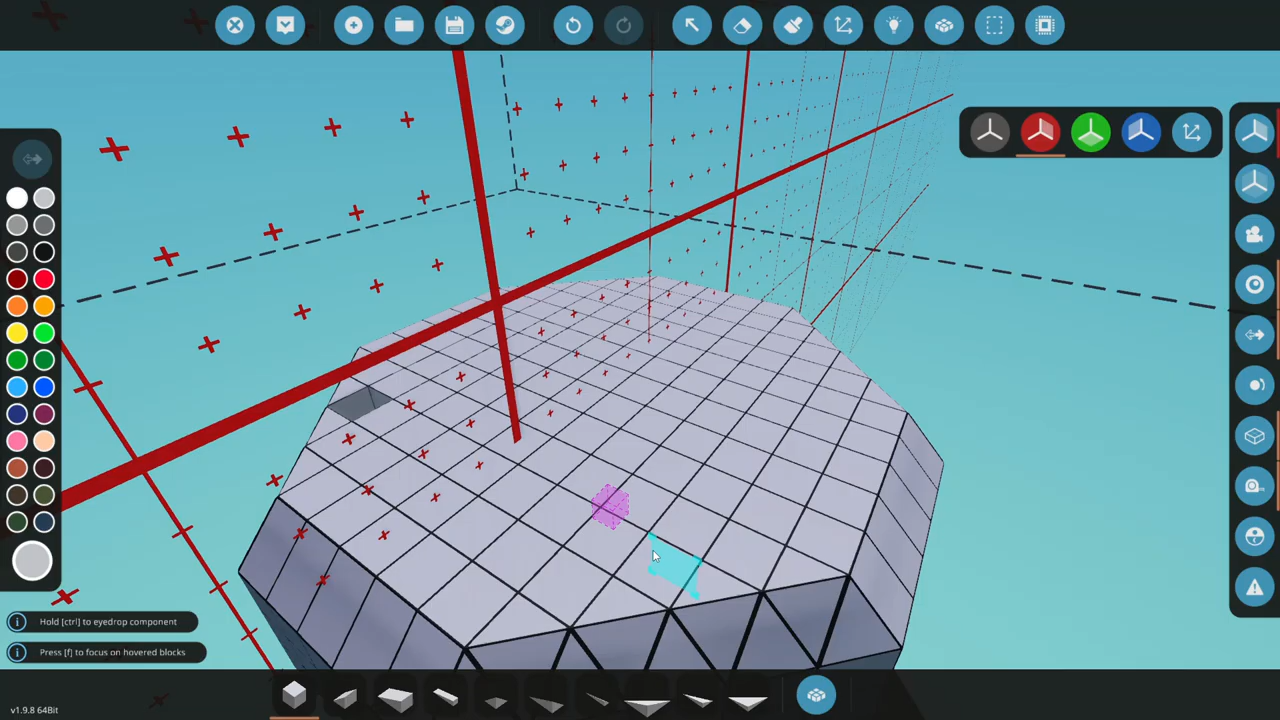 Hold [ctrl] to eyedrop component
Press [f] to focus on hovered blocks
v1.9.8 64Bit